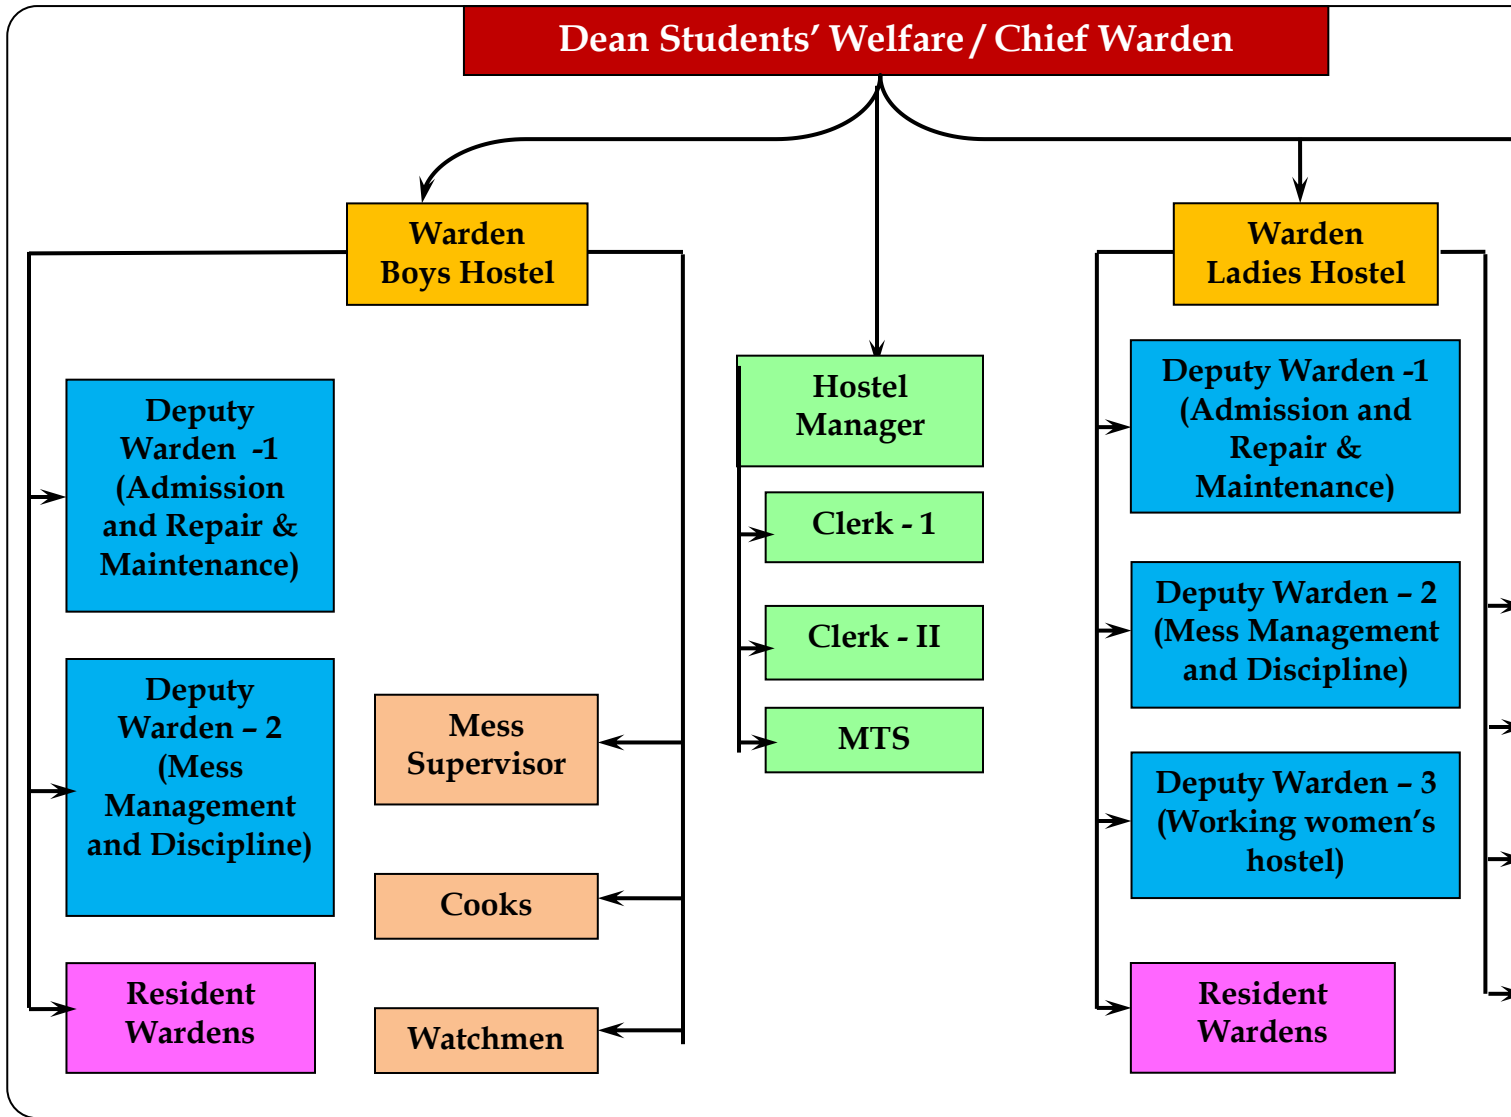 Dean Students’ Welfare / Chief Warden
Warden
Boys Hostel
Deputy
Warden  -1
(Admission
and Repair &
Maintenance)
Deputy
Warden – 2
(Mess
Management
and Discipline)
Resident
Wardens
Mess
Supervisor
Cooks
Watchmen
Hostel
Manager
Clerk - 1
Clerk - II
MTS
Warden
Ladies Hostel
Deputy Warden -1
(Admission and
Repair &
Maintenance)
Deputy Warden – 2
(Mess Management
and Discipline)
Deputy Warden – 3
(Working women’s
hostel)
Resident
Wardens